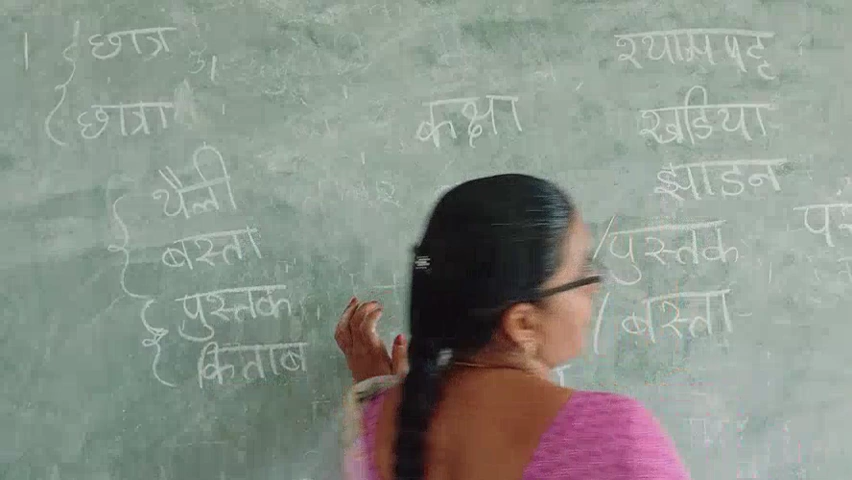 छात्र
छात्रा
थैली
बस्ता
पुस्तक
किताब
कक्षा
श्यामपट्ट
खडिया
झाडन
पुस्तक
बस्ता